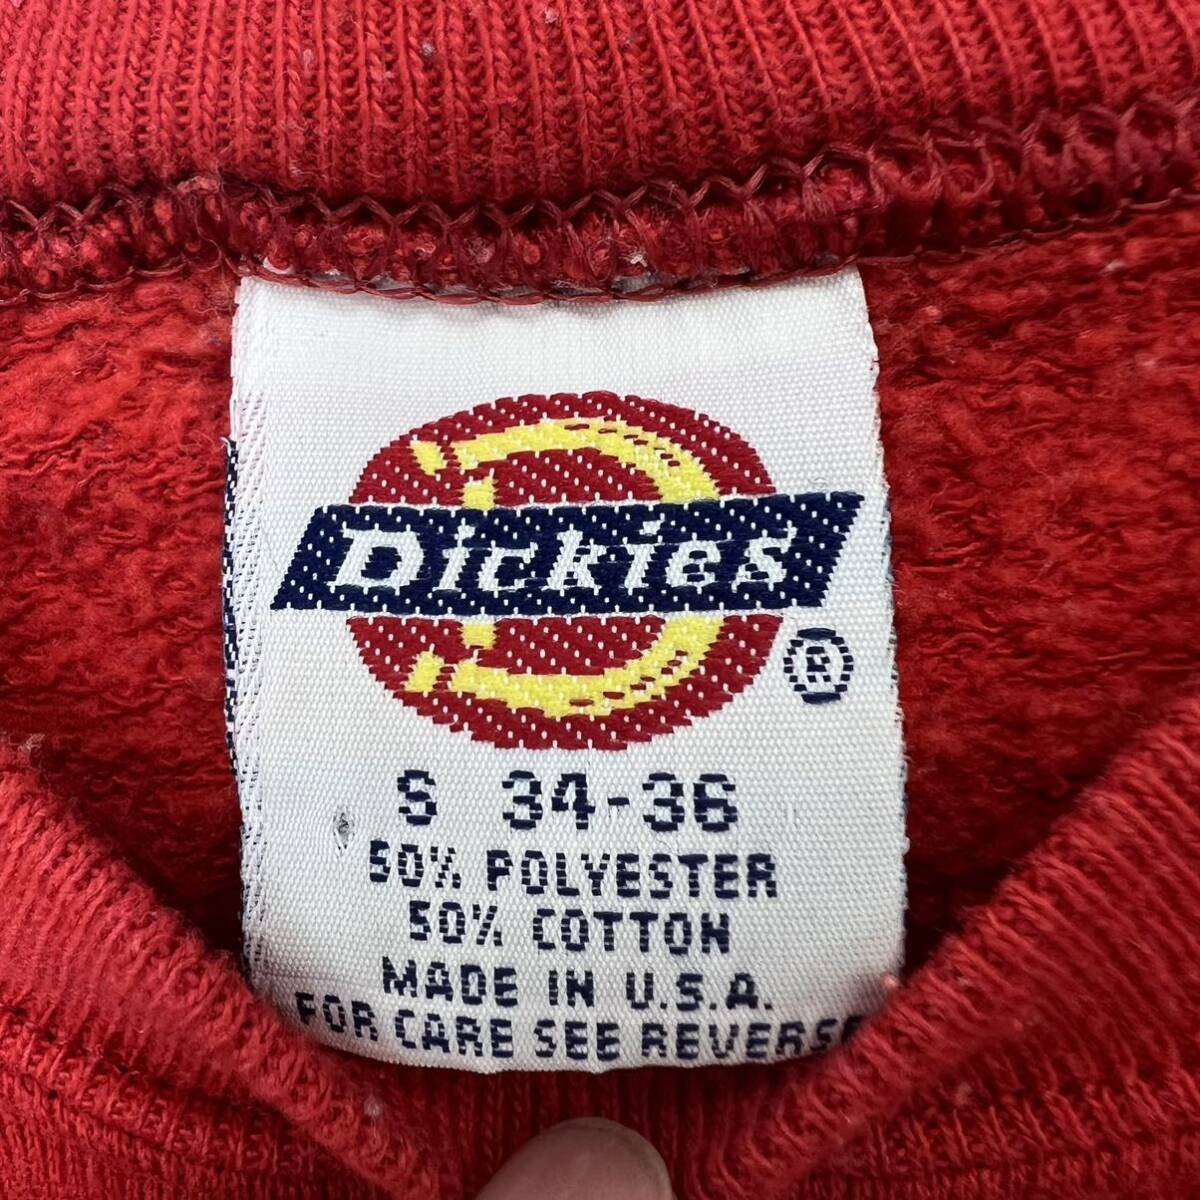 Dickies
®
S 34-36
50% POLYESTER
50% COTTON
MADE IN U.S.A.
FOR CARE SEE REVERSE